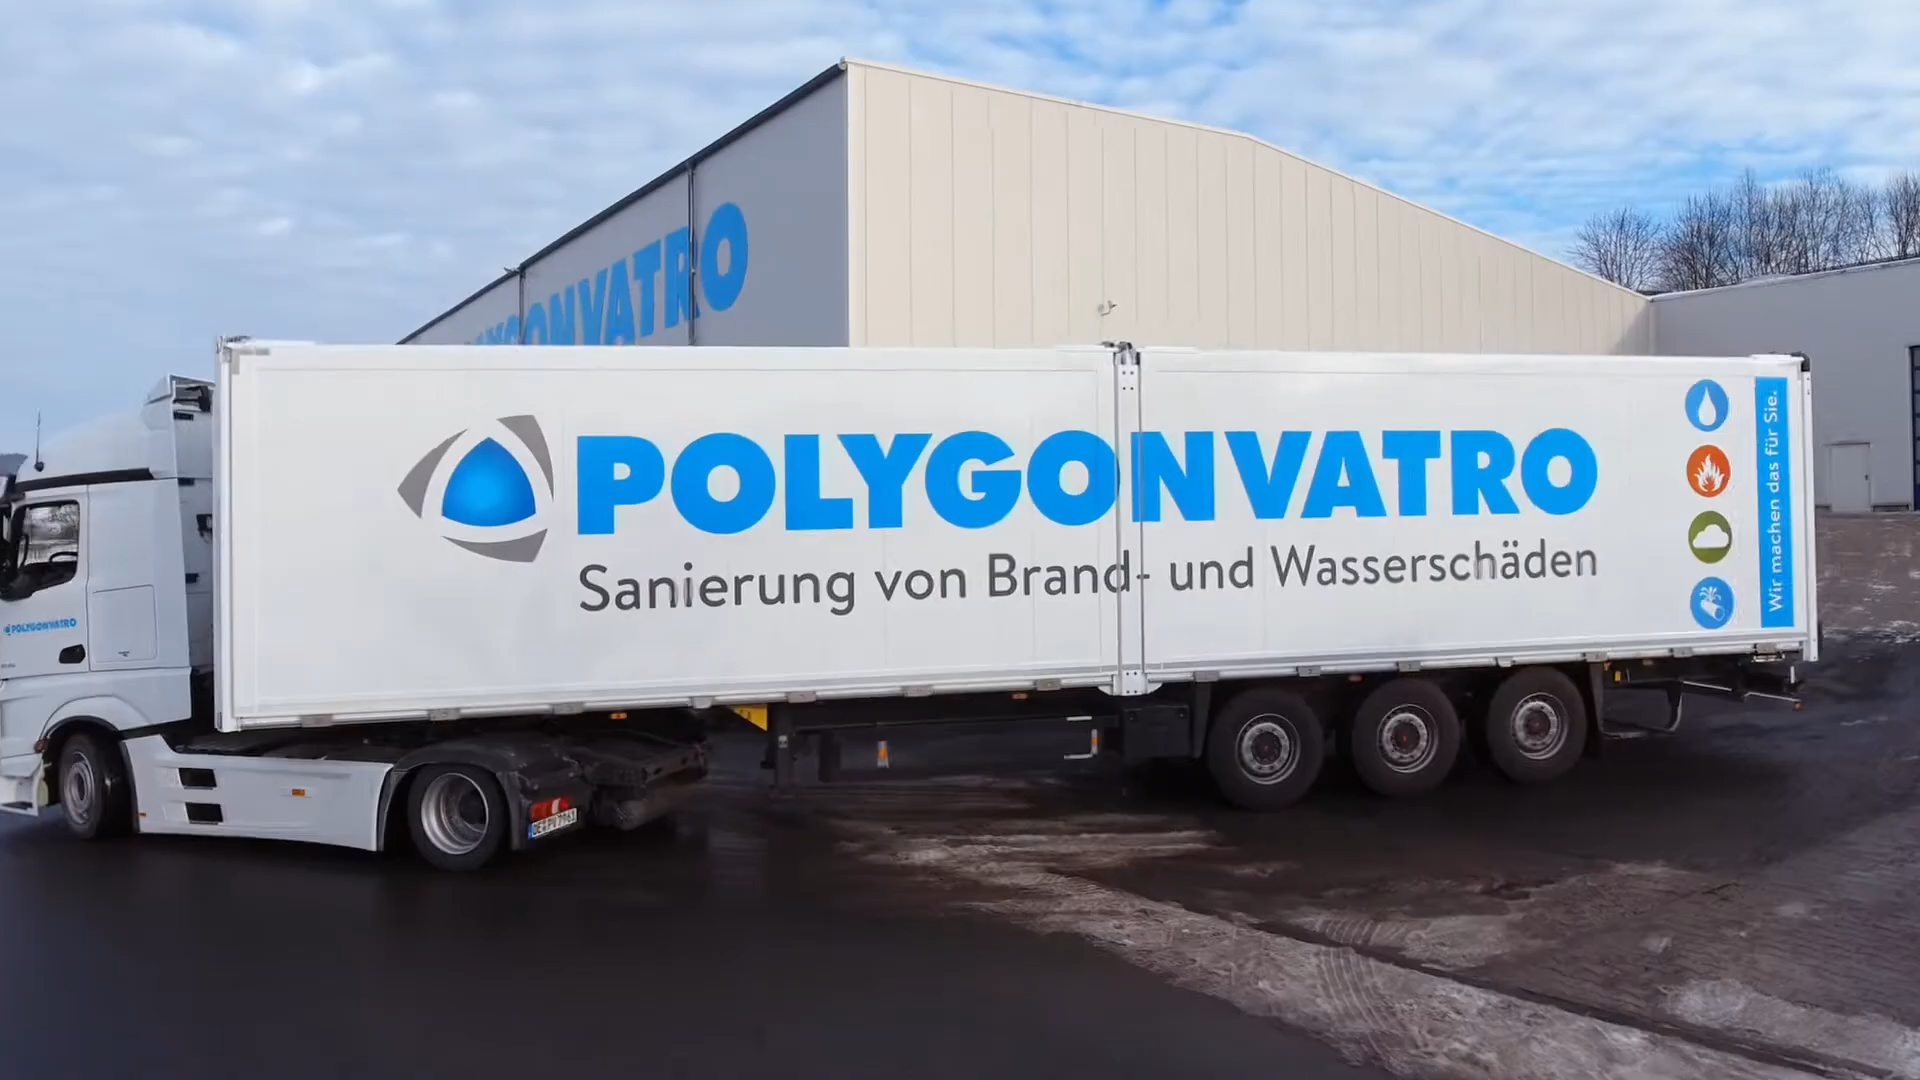 POLYGONVATRO
POLYGONVATRO
Sanierung von Brand- und Wasserschäden
Wir machen das für Sie.
POLYGONVATRO